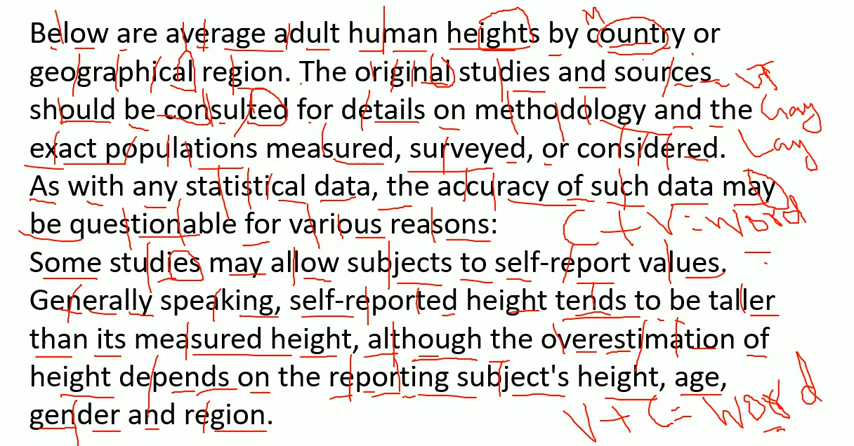 Below are average adult human heights by country or
geographical region. The original studies and sources
should be consulted for details on methodology and the
exact populations measured, surveyed, or considered.
As with any statistical data, the accuracy of such data may
be questionable for various reasons:
Some studies may allow subjects to self-report values.
Generally speaking, self-reported height tends to be taller
than its measured height, although the overestimation of
height depends on the reporting subject's height, age,
gender and region.
M
Lay
C + V = Word
V + C = Word